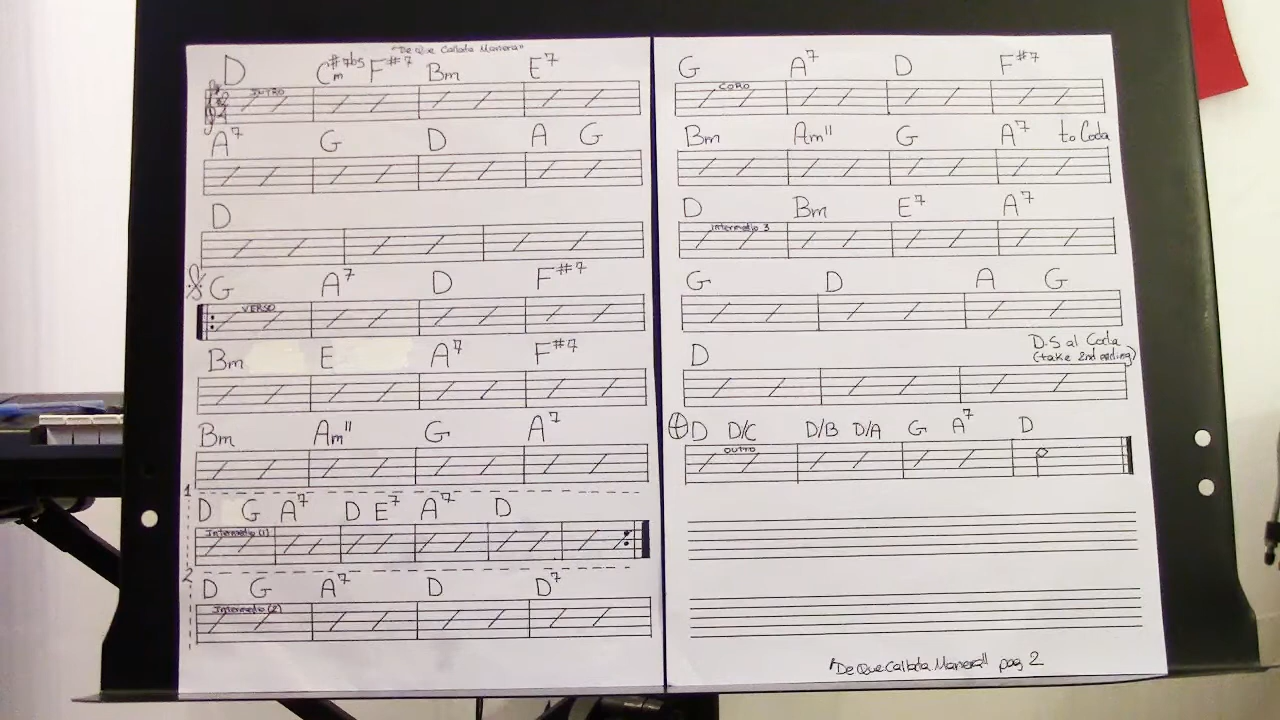 "De Que Callada Manera"
D C#7b5m F#7 Bm E7
INTRO
A7 G D A G
D
G A7 D F#7
VERSO
Bm E A7 F#7
Bm Am11 G A7
1
D G A7 D E7 A7 D
Intermedio (1)
2
D G A7 D D7
Intermedio (2)
G A7 D F#7
CORO
Bm Am11 G A7 to Coda
D Bm E7 A7
intermedio 3
G D A G
D D.S al Coda
(take 2nd ending)
D D/C D/B D/A G A7 D
OUTRO
"De Que Callada Manera" pag 2